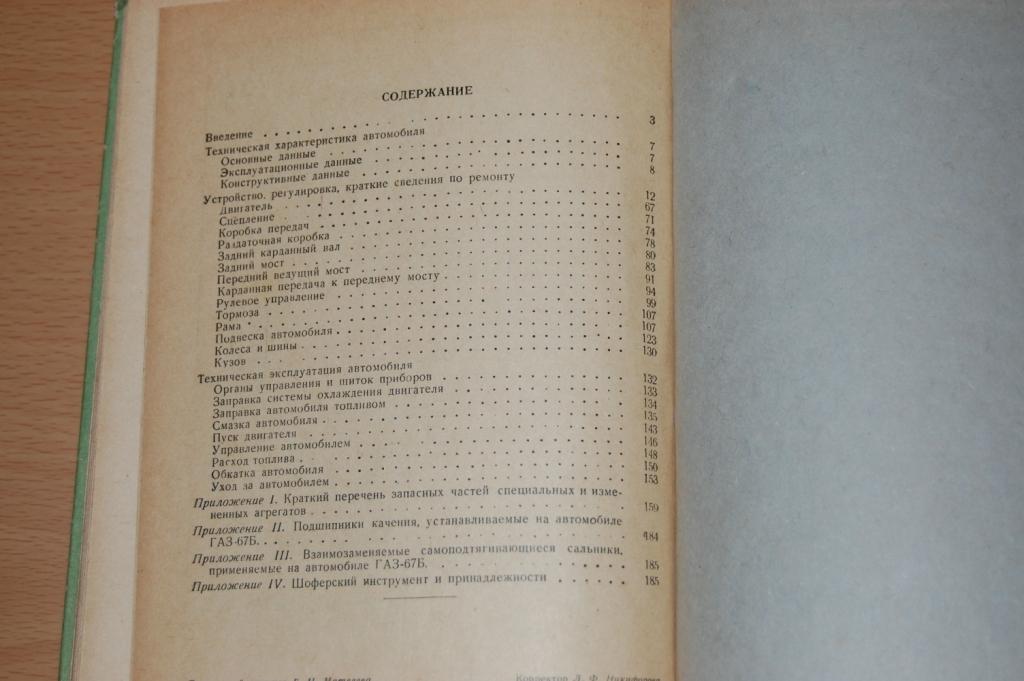 СОДЕРЖАНИЕ
Введение . . . 3
Техническая характеристика автомобиля
Основные данные . . . 7
Эксплуатационные данные . . . 7
Конструктивные данные . . . 8
Устройство, регулировка, краткие сведения по ремонту
Двигатель . . . 12
Сцепление . . . 67
Коробка передач . . . 71
Раздаточная коробка . . . 74
Задний карданный вал . . . 78
Задний мост . . . 80
Передний ведущий мост . . . 83
Карданная передача к переднему мосту . . . 91
Рулевое управление . . . 94
Тормоза . . . 99
Рама . . . 107
Подвеска автомобиля . . . 107
Колеса и шины . . . 123
Кузов . . . 130
Техническая эксплуатация автомобиля
Органы управления и щиток приборов . . . 132
Заправка системы охлаждения двигателя . . . 133
Заправка автомобиля топливом . . . 134
Смазка автомобиля . . . 135
Пуск двигателя . . . 143
Управление автомобилем . . . 146
Расход топлива . . . 148
Обкатка автомобиля . . . 150
Уход за автомобилем . . . 153
Приложение I. Краткий перечень запасных частей специальных и изме-
ненных агрегатов . . . 159
Приложение II. Подшипники качения, устанавливаемые на автомобиле
ГАЗ-67Б. . . . 184
Приложение III. Взаимозаменяемые самоподтягивающиеся сальники,
применяемые на автомобиле ГАЗ-67Б. . . . 185
Приложение IV. Шоферский инструмент и принадлежности . . . 185
Корректор Л. Ф. Никифорова